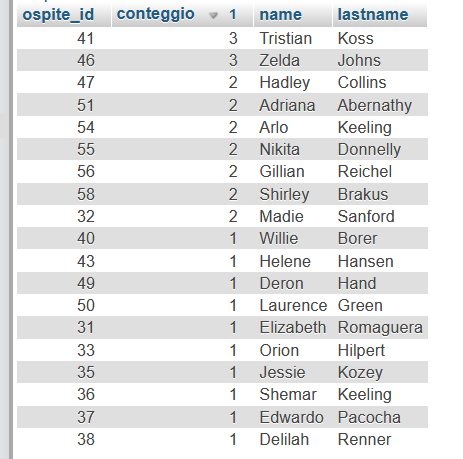 ospite_id conteggio 1 name lastname
41 3 Tristian Koss
46 3 Zelda Johns
47 2 Hadley Collins
51 2 Adriana Abernathy
54 2 Arlo Keeling
55 2 Nikita Donnelly
56 2 Gillian Reichel
58 2 Shirley Brakus
32 2 Madie Sanford
40 1 Willie Borer
43 1 Helene Hansen
49 1 Deron Hand
50 1 Laurence Green
31 1 Elizabeth Romaguera
33 1 Orion Hilpert
35 1 Jessie Kozey
36 1 Shemar Keeling
37 1 Edwardo Pacocha
38 1 Delilah Renner